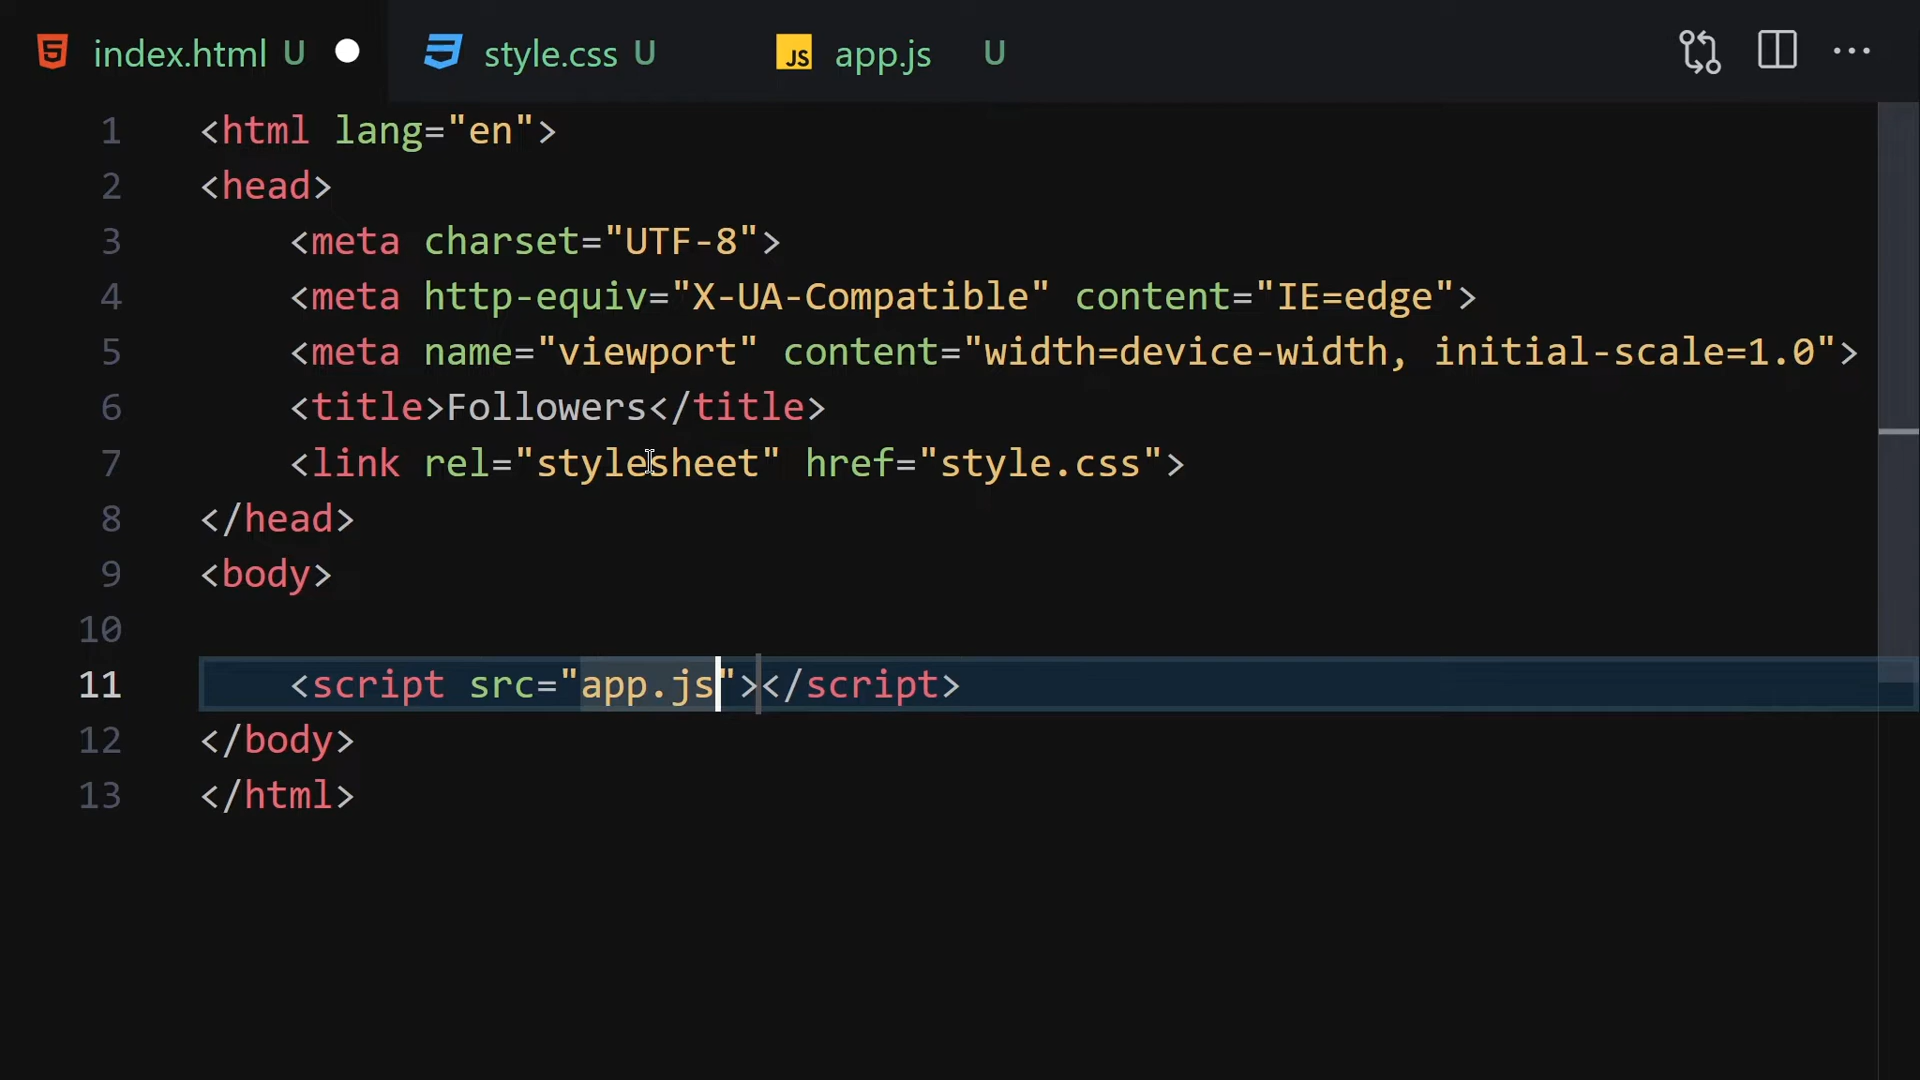 index.html U
style.css U
JS app.js U
1 <html lang="en">
2 <head>
3 <meta charset="UTF-8">
4 <meta http-equiv="X-UA-Compatible" content="IE=edge">
5 <meta name="viewport" content="width=device-width, initial-scale=1.0">
6 <title>Followers</title>
7 <link rel="stylesheet" href="style.css">
8 </head>
9 <body>
10
11 <script src="app.js"></script>
12 </body>
13 </html>